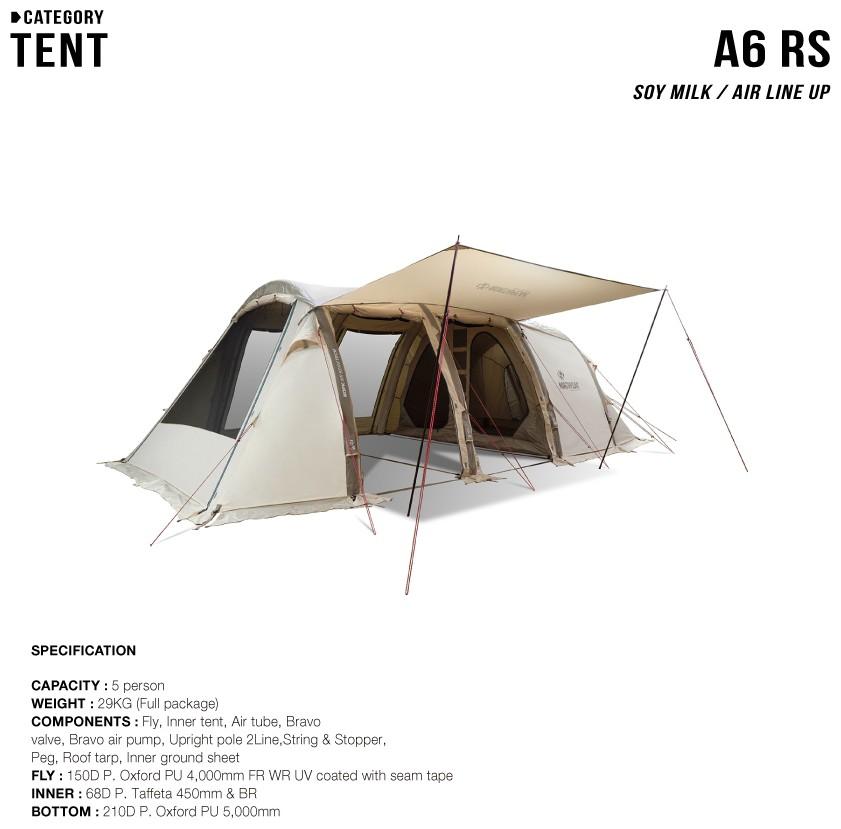 CATEGORY
TENT
A6 RS
SOY MILK / AIR LINE UP
SPECIFICATION
CAPACITY : 5 person
WEIGHT : 29KG (Full package)
COMPONENTS : Fly, Inner tent, Air tube, Bravo
valve, Bravo air pump, Upright pole 2Line,String & Stopper,
Peg, Roof tarp, Inner ground sheet
FLY : 150D P. Oxford PU 4,000mm FR WR UV coated with seam tape
INNER : 68D P. Taffeta 450mm & BR
BOTTOM : 210D P. Oxford PU 5,000mm